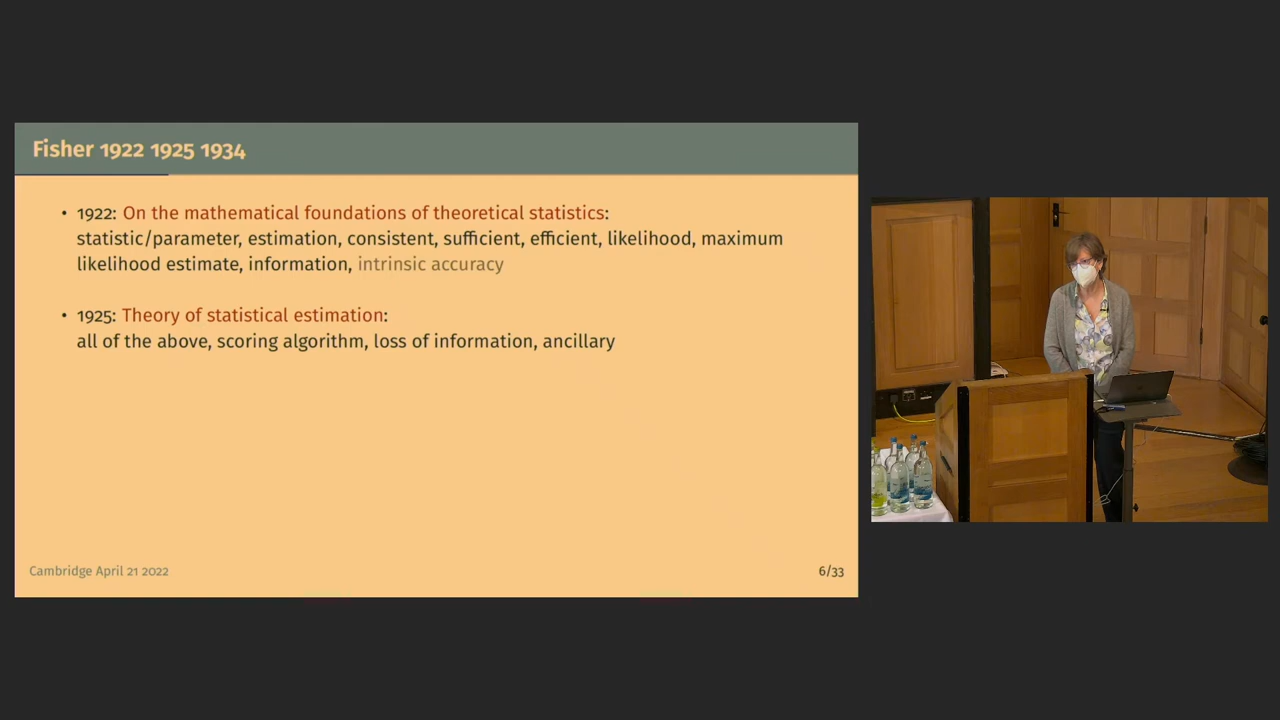 Fisher 1922 1925 1934
• 1922: On the mathematical foundations of theoretical statistics:
statistic/parameter, estimation, consistent, sufficient, efficient, likelihood, maximum
likelihood estimate, information, intrinsic accuracy
• 1925: Theory of statistical estimation:
all of the above, scoring algorithm, loss of information, ancillary
Cambridge April 21 2022
6/33